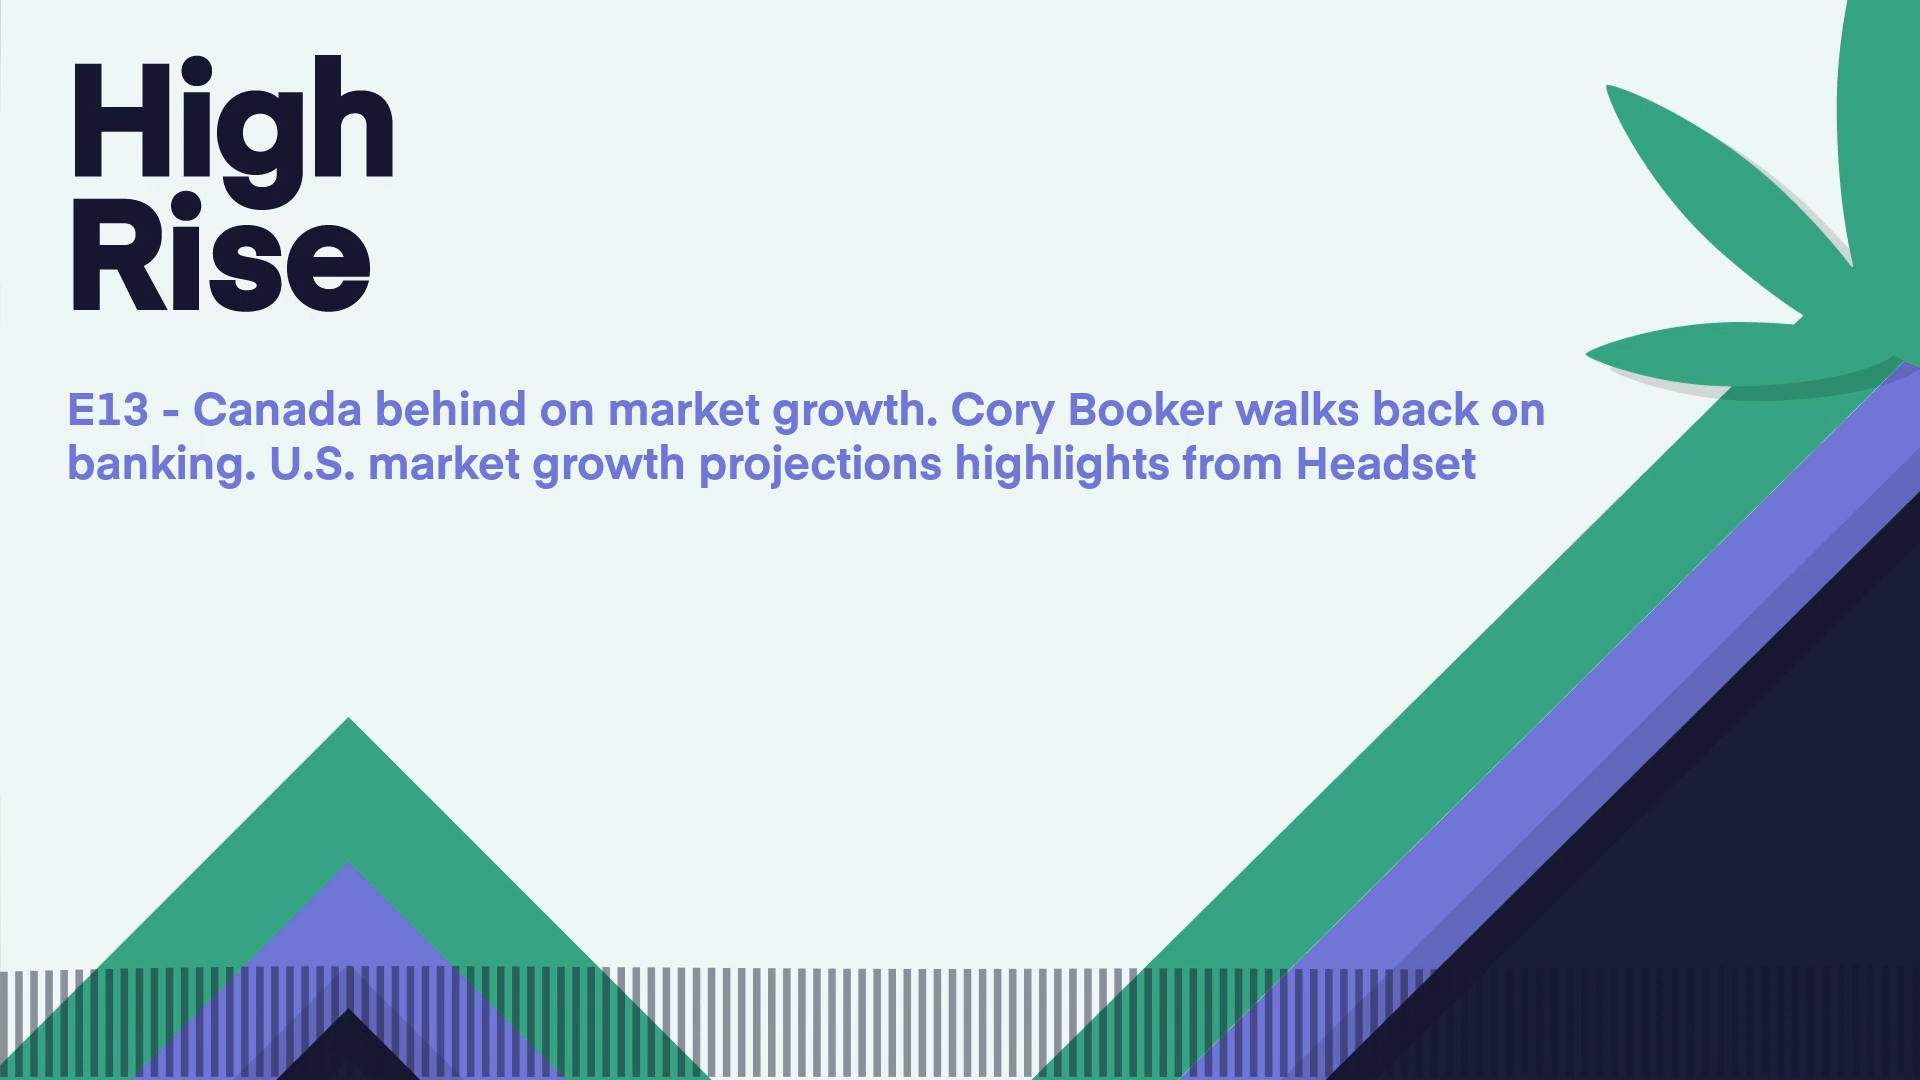 High
Rise
E13 - Canada behind on market growth. Cory Booker walks back on
banking. U.S. market growth projections highlights from Headset